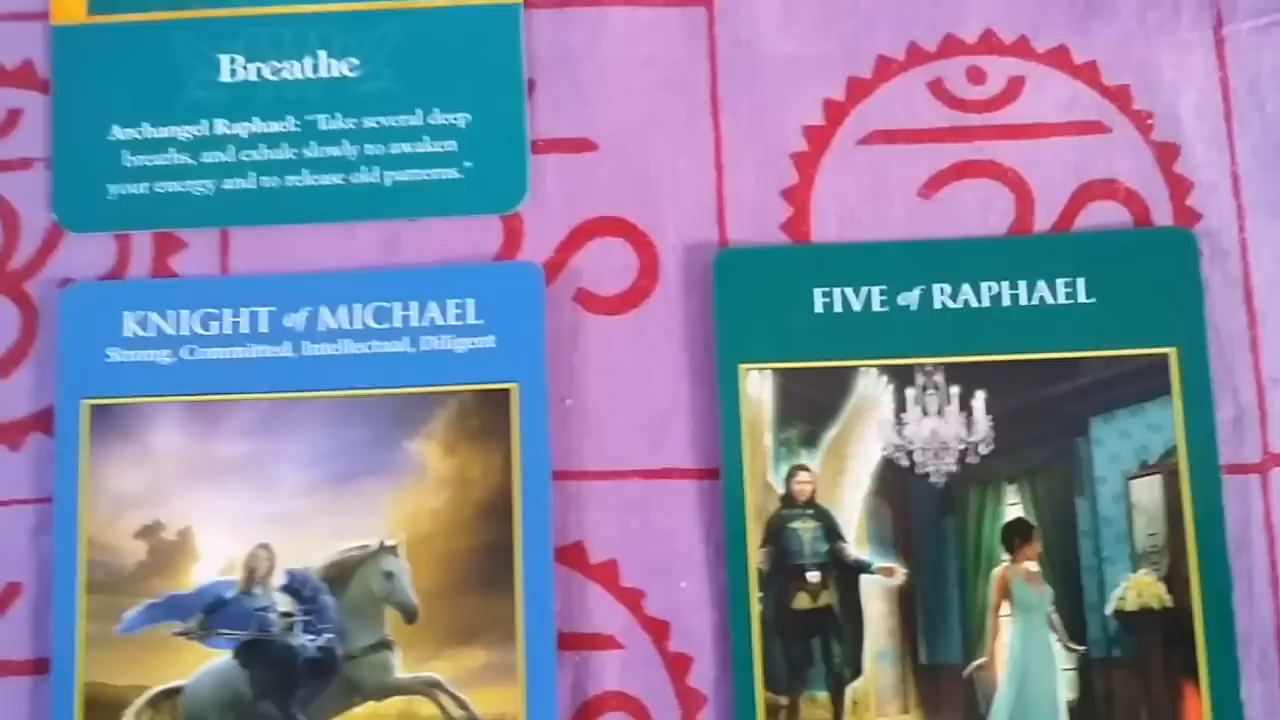 Breathe
Archangel Raphael: "Take several deep
breaths, and exhale slowly to awaken
your energy and to release old patterns."
KNIGHT of MICHAEL
Strong, Committed, Intellectual, Diligent
FIVE of RAPHAEL